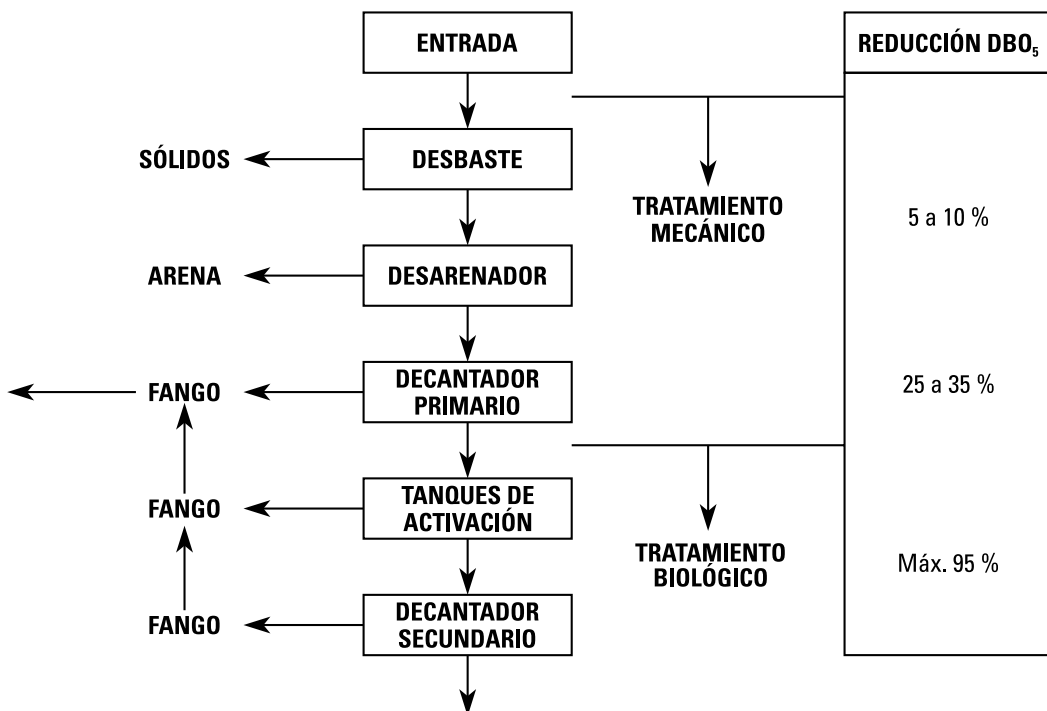 ENTRADA
REDUCCIÓN DBO₅
SÓLIDOS
DESBASTE
TRATAMIENTO
MECÁNICO
5 a 10 %
ARENA
DESARENADOR
FANGO
DECANTADOR
PRIMARIO
25 a 35 %
FANGO
TANQUES DE
ACTIVACIÓN
TRATAMIENTO
BIOLÓGICO
Máx. 95 %
FANGO
DECANTADOR
SECUNDARIO